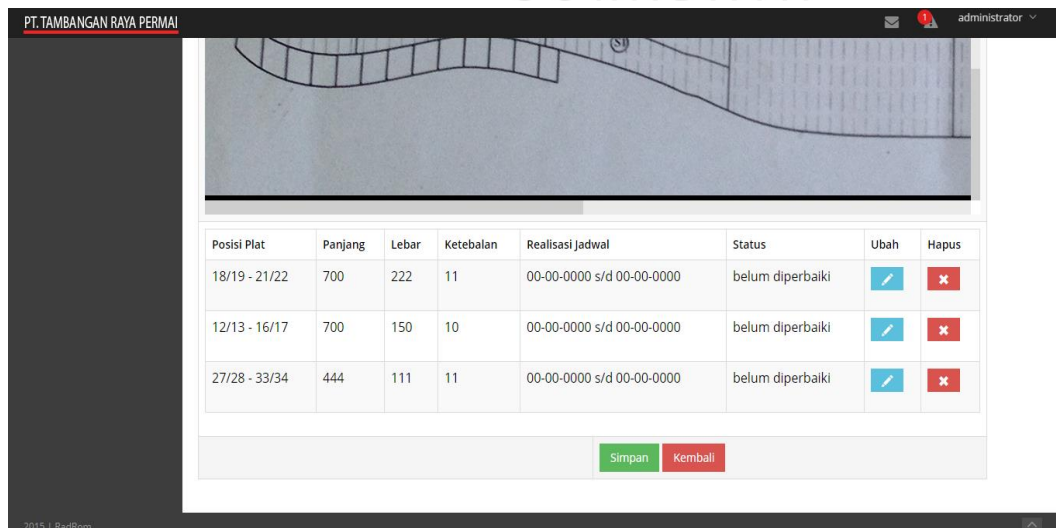 PT. TAMBANGAN RAYA PERMAI
1
administrator
Posisi Plat Panjang Lebar Ketebalan Realisasi Jadwal Status Ubah Hapus
18/19 - 21/22 700 222 11 00-00-0000 s/d 00-00-0000 belum diperbaiki
12/13 - 16/17 700 150 10 00-00-0000 s/d 00-00-0000 belum diperbaiki
27/28 - 33/34 444 111 11 00-00-0000 s/d 00-00-0000 belum diperbaiki
Simpan Kembali
2015 | RadRom